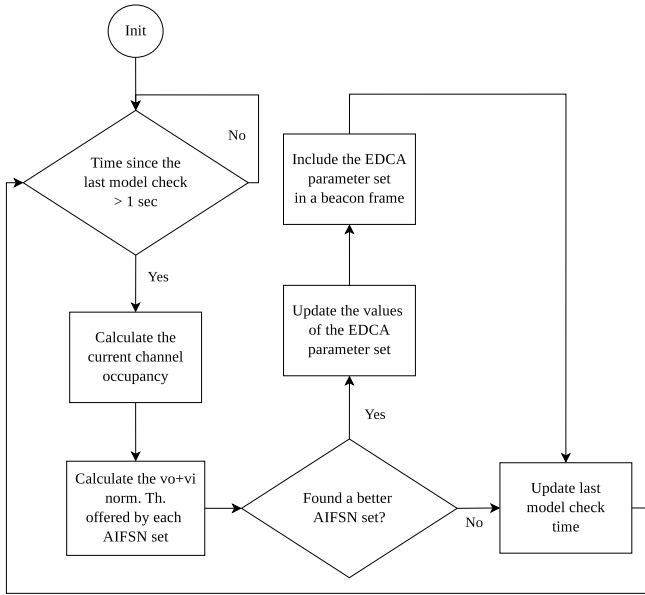 Init
No
Time since the
last model check
> 1 sec
Yes
Calculate the
current channel
occupancy
Calculate the vo+vi
norm. Th.
offered by each
AIFSN set
Found a better
AIFSN set?
Yes
Update the values
of the EDCA
parameter set
Include the EDCA
parameter set
in a beacon frame
No
Update last
model check
time